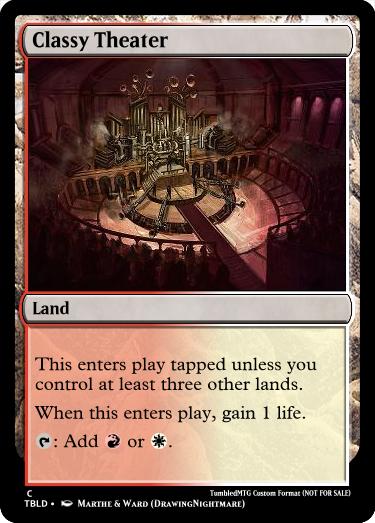 Classy Theater
Land
This enters play tapped unless you
control at least three other lands.
When this enters play, gain 1 life.
: Add or .
C
TumbledMTG Custom Format (NOT FOR SALE)
TBLD • Marthe & Ward (DrawingNightmare)